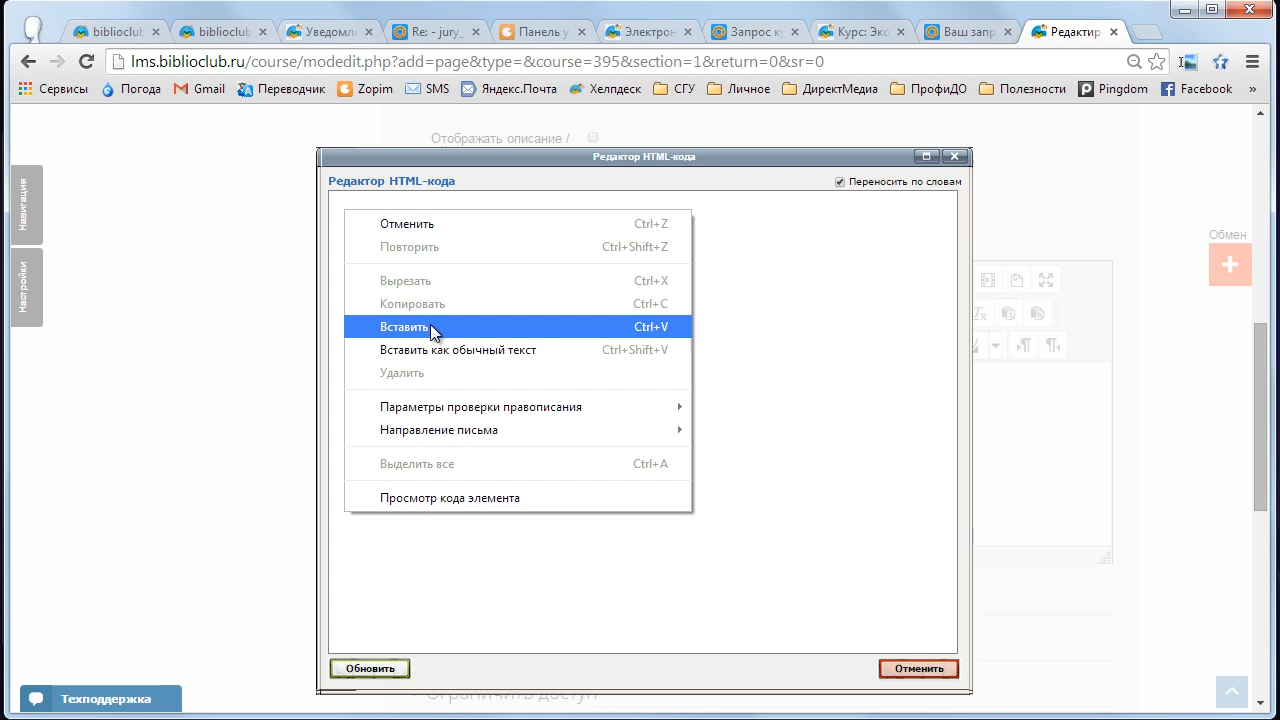 biblioclub
biblioclub
Уведомл
Re: - jury_
Панель у
Электрон
Запрос к
Курс: Эко
Ваш запр
Редактир
lms.biblioclub.ru/course/modedit.php?add=page&type=&course=395&section=1&return=0&sr=0
Сервисы
Погода
Gmail
Переводчик
Zopim
SMS
Яндекс.Почта
Хелпдеск
СГУ
Личное
ДиректМедиа
ПрофиДО
Полезности
Pingdom
Facebook
»
Отображать описание /
Редактор HTML-кода
Редактор HTML-кода
Переносить по словам
Навигация
Настройки
Обмен
Отменить Ctrl+Z
Повторить Ctrl+Shift+Z
Вырезать Ctrl+X
Копировать Ctrl+C
Вставить Ctrl+V
Вставить как обычный текст Ctrl+Shift+V
Удалить
Параметры проверки правописания
Направление письма
Выделить все Ctrl+A
Просмотр кода элемента
Обновить
Отменить
Ограничить доступ
Техподдержка